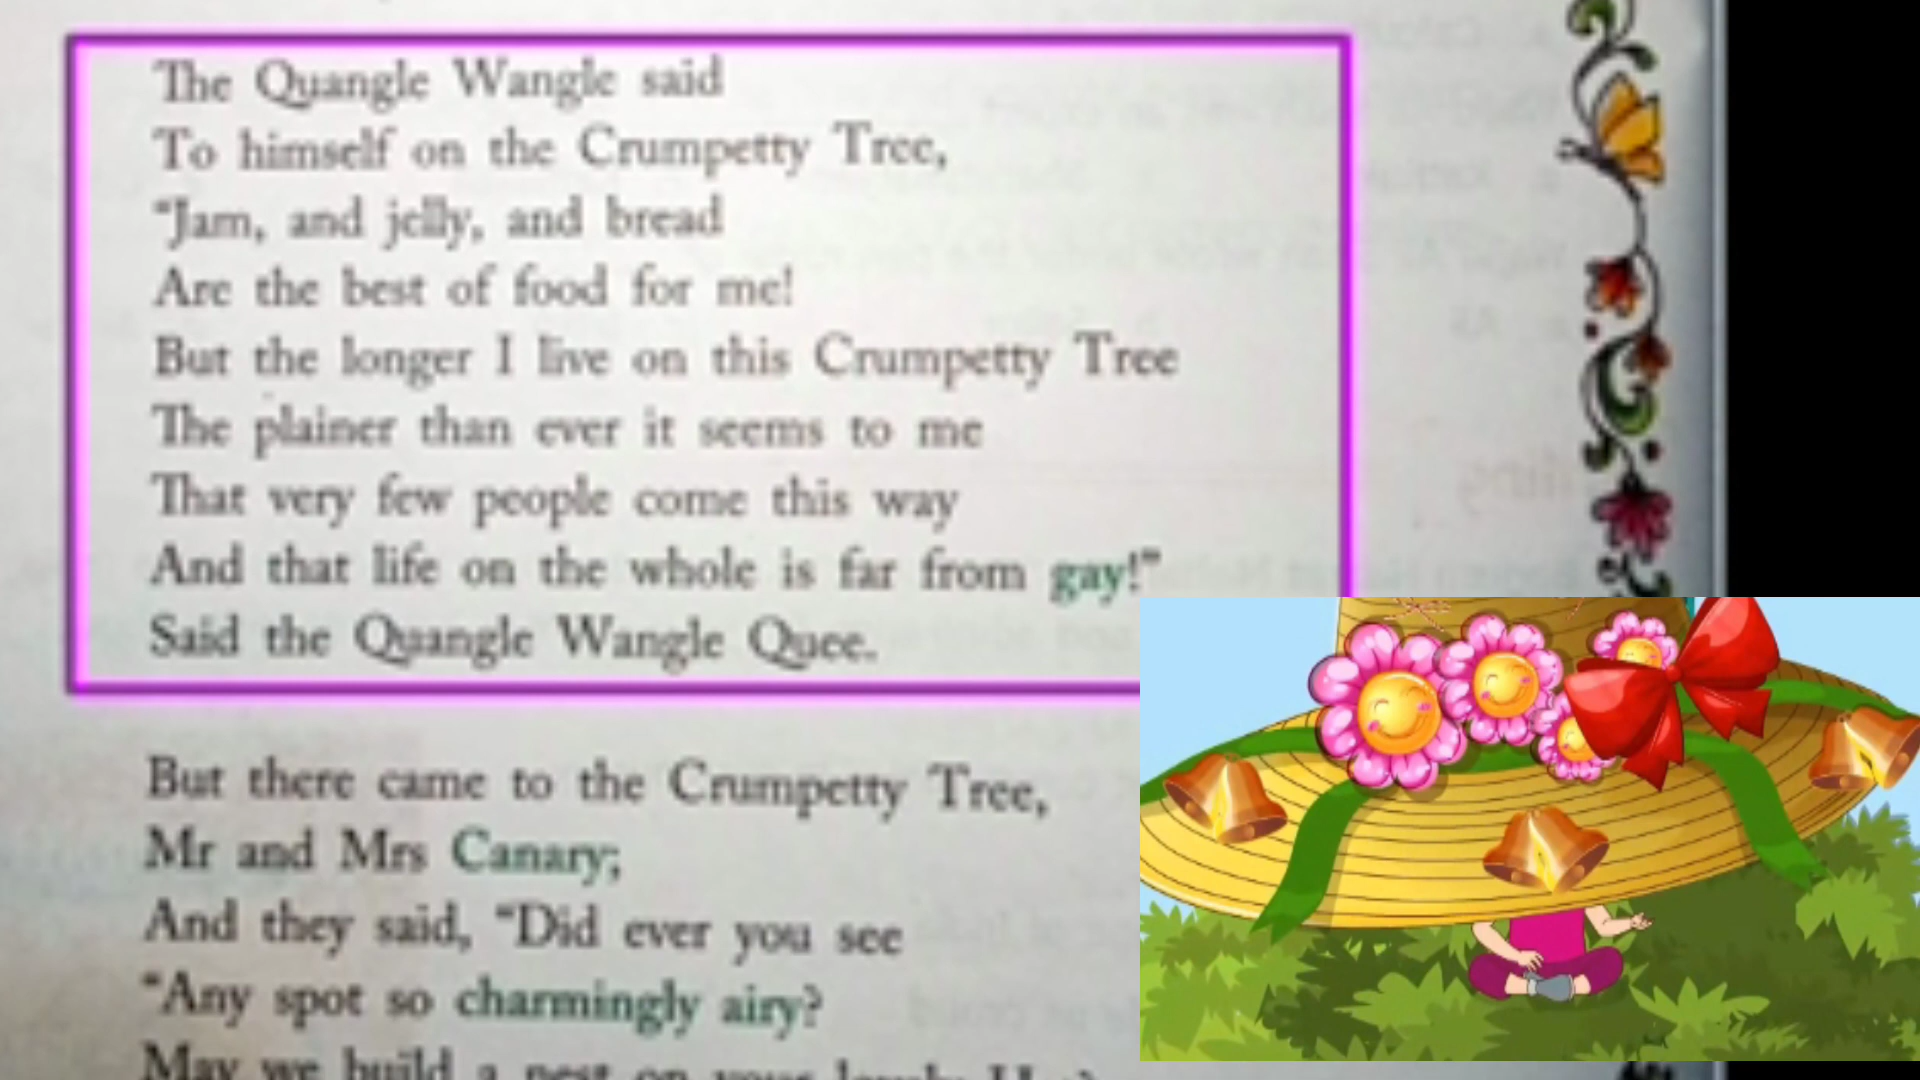 The Quangle Wangle said
To himself on the Crumpetty Tree,
“Jam, and jelly, and bread
Are the best of food for me!
But the longer I live on this Crumpetty Tree
The plainer than ever it seems to me
That very few people come this way
And that life on the whole is far from gay!”
Said the Quangle Wangle Quee.
But there came to the Crumpetty Tree,
Mr and Mrs Canary;
And they said, “Did ever you see
“Any spot so charmingly airy?
May we build a nest on your lovely